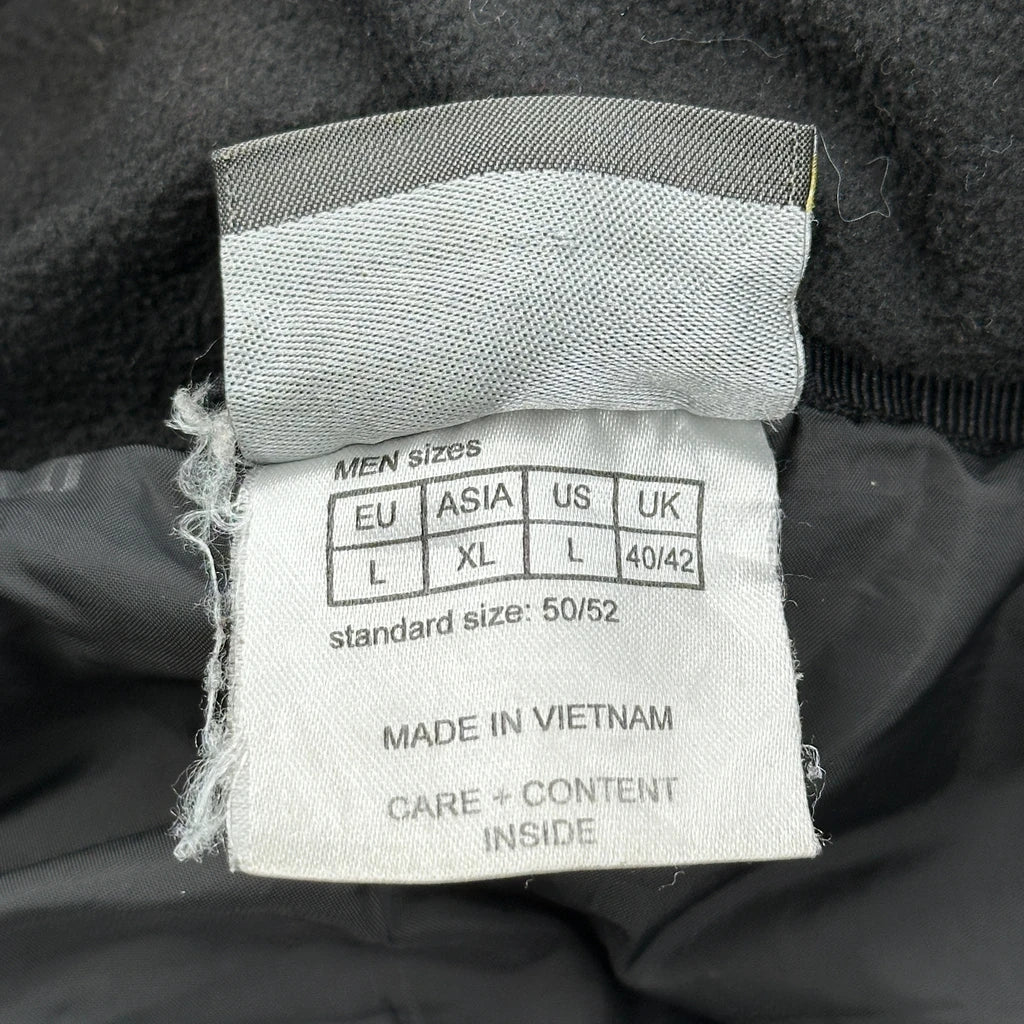 MEN sizes
EU ASIA US UK
L XL L 40/42
standard size: 50/52
MADE IN VIETNAM
CARE + CONTENT
INSIDE